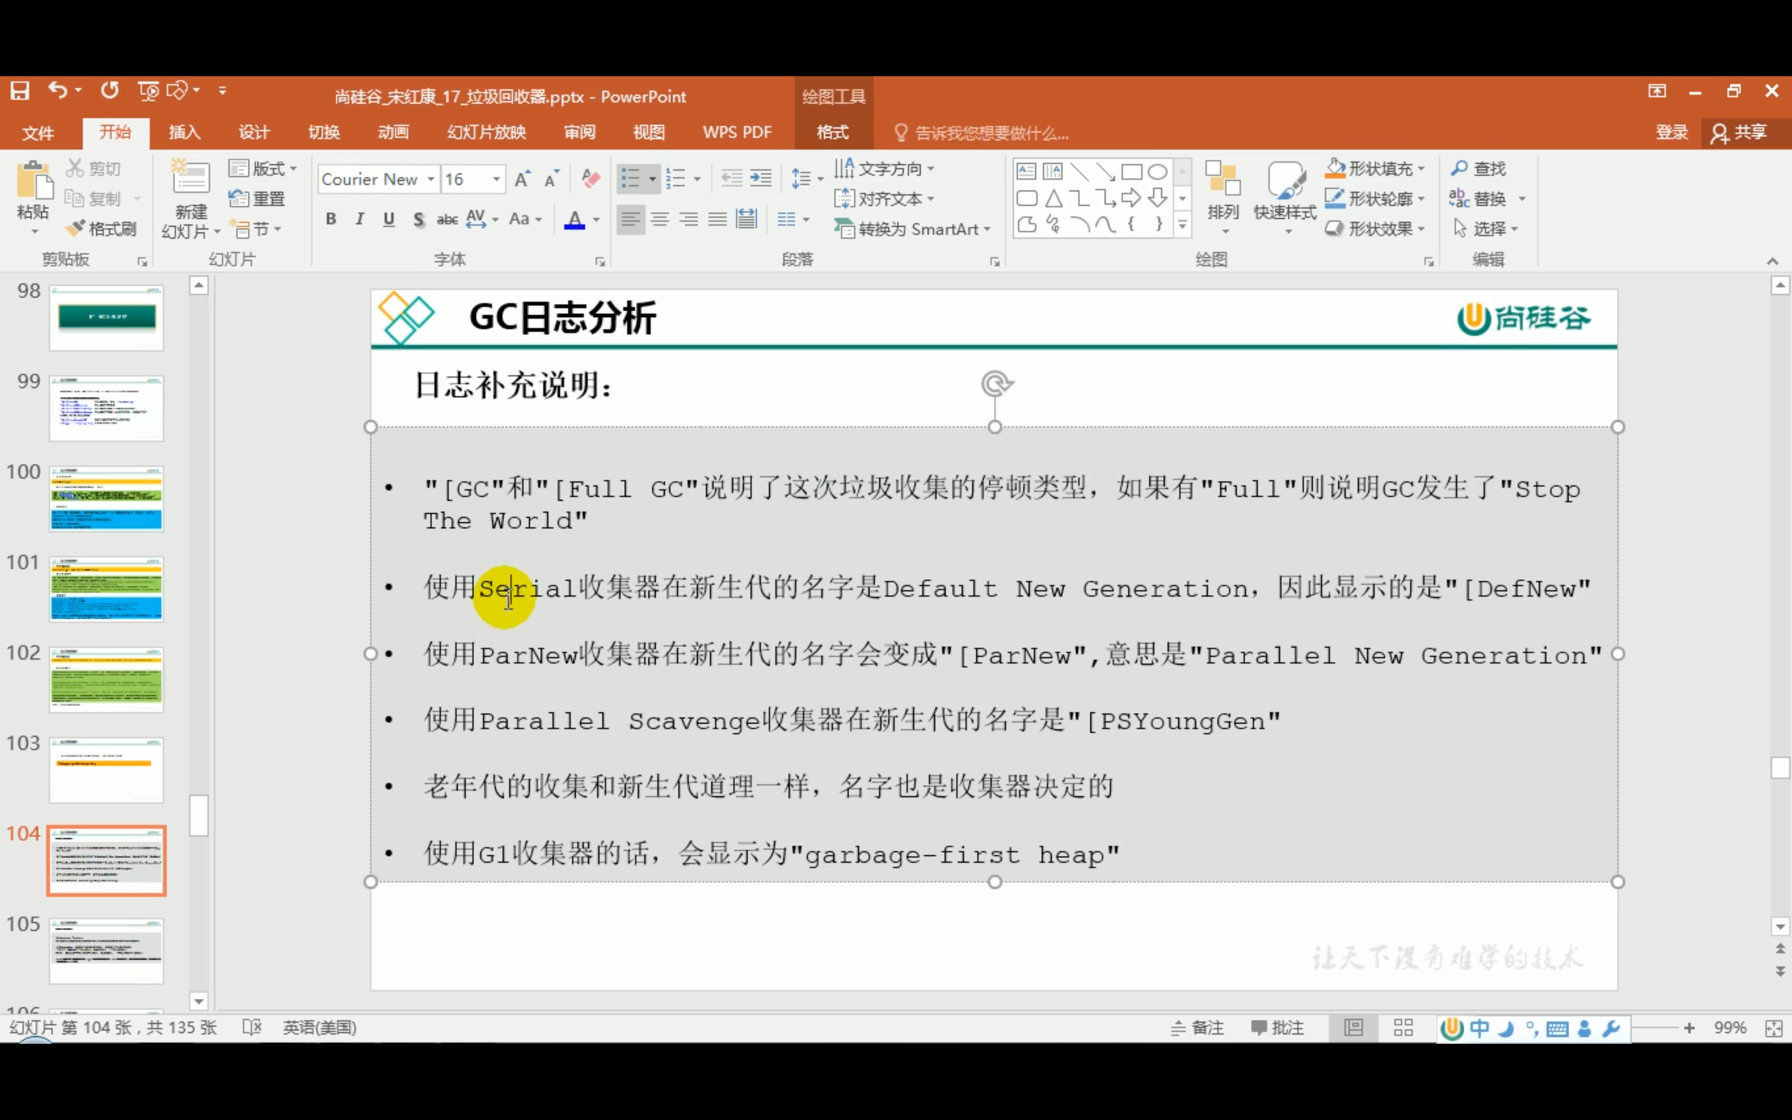 尚硅谷_宋红康_17_垃圾回收器.pptx - PowerPoint
绘图工具
文件 开始 插入 设计 切换 动画 幻灯片放映 审阅 视图 WPS PDF 格式 告诉我您想要做什么... 登录 共享
粘贴 剪切 复制 格式刷
新建 幻灯片 版式 重置 节
Courier New 16
B I U S abc AV Aa A
文字方向 对齐文本 转换为 SmartArt
排列 快速样式 形状填充 形状轮廓 形状效果
查找 替换 选择
剪贴板 幻灯片 字体 段落 绘图 编辑
98
99
100
101
102
103
104
105
106
GC日志分析
尚硅谷
日志补充说明：
• "[GC"和"[Full GC"说明了这次垃圾收集的停顿类型，如果有"Full"则说明GC发生了"Stop
The World"
• 使用Serial收集器在新生代的名字是Default New Generation，因此显示的是"[DefNew"
• 使用ParNew收集器在新生代的名字会变成"[ParNew",意思是"Parallel New Generation"
• 使用Parallel Scavenge收集器在新生代的名字是"[PSYoungGen"
• 老年代的收集和新生代道理一样，名字也是收集器决定的
• 使用G1收集器的话，会显示为"garbage-first heap"
让天下没有难学的技术
幻灯片 第 104 张，共 135 张 英语(美国) 备注 批注 中 99%